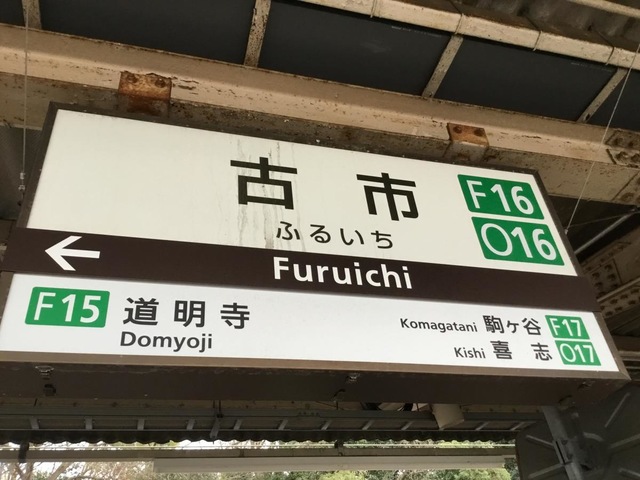 古市 F16
ふるいち O16
← Furuichi
F15 道明寺
Domyoji
Komagatani 駒ヶ谷 F17
Kishi 喜志 O17